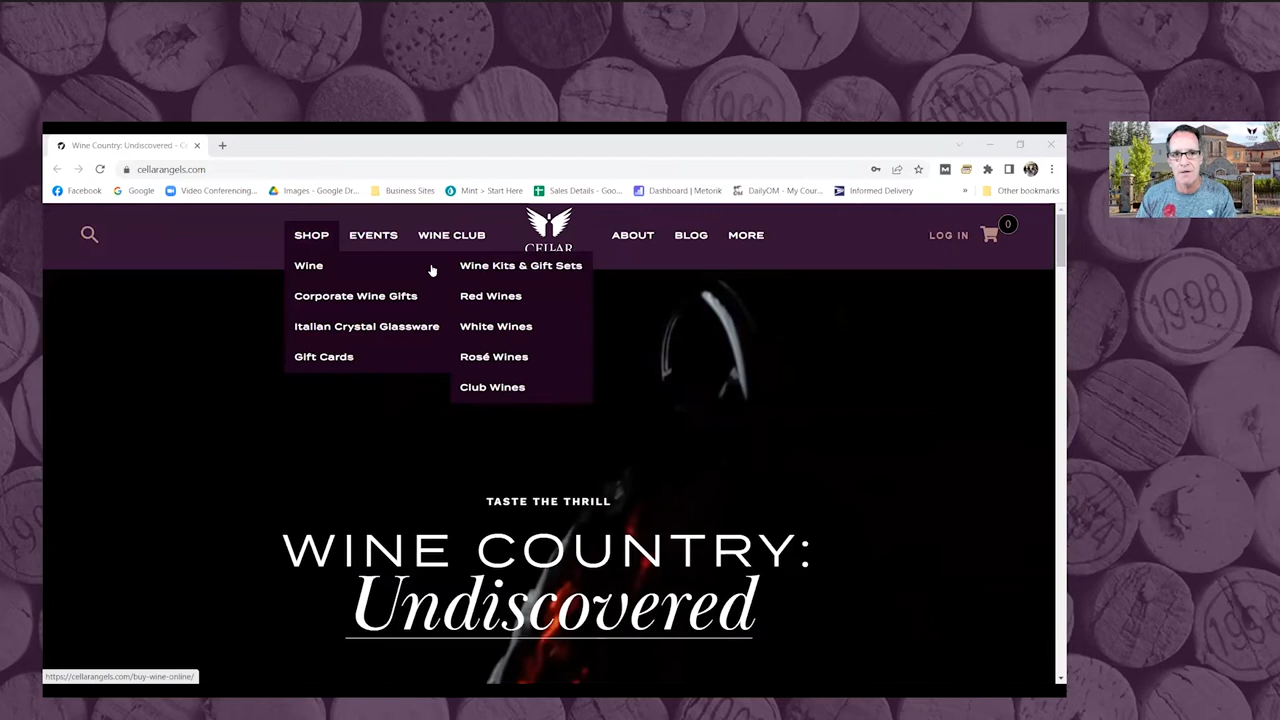 Wine Country: Undiscovered - C
cellarangels.com
Facebook Google Video Conferencing... Images - Google Dr... Business Sites Mint > Start Here Sales Details - Goo... Dashboard | Metorik DailyOM - My Cour... Informed Delivery » Other bookmarks
SHOP EVENTS WINE CLUB CELLAR ABOUT BLOG MORE LOG IN 0
Wine Wine Kits & Gift Sets
Corporate Wine Gifts Red Wines
Italian Crystal Glassware White Wines
Gift Cards Rosé Wines
Club Wines
TASTE THE THRILL
WINE COUNTRY:
Undiscovered
https://cellarangels.com/buy-wine-online/
1998
1998